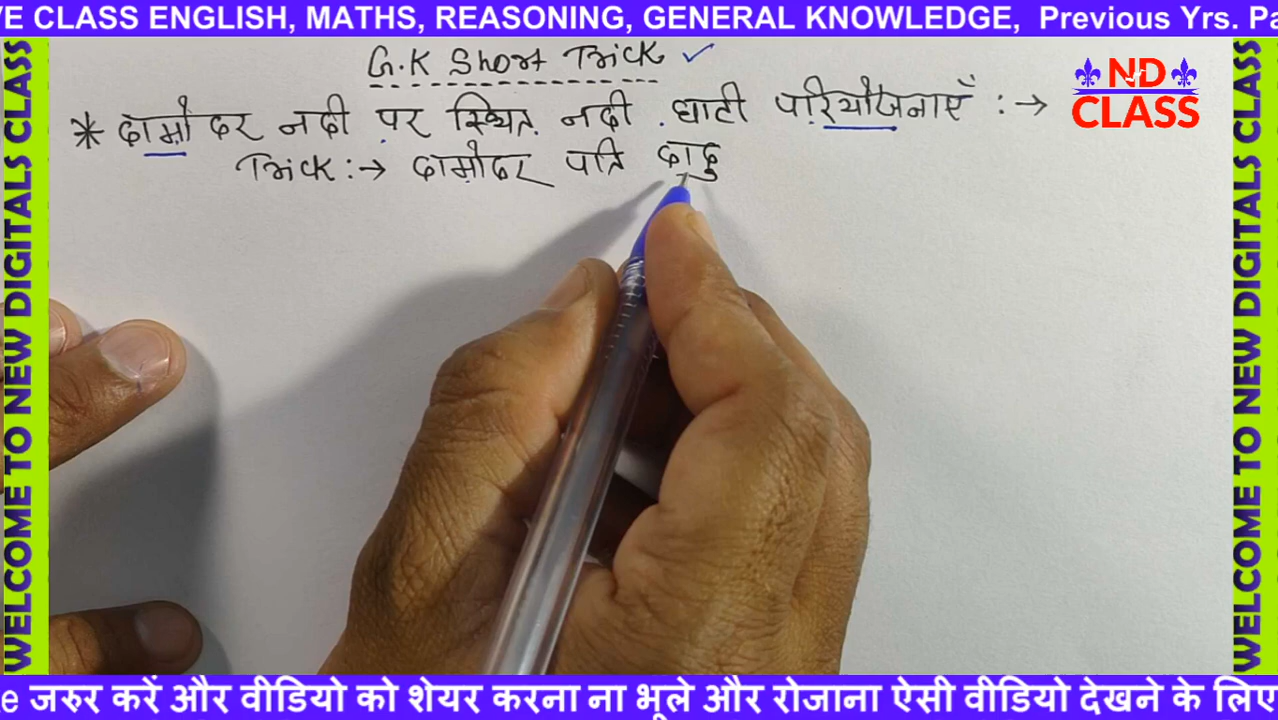 VE CLASS ENGLISH, MATHS, REASONING, GENERAL KNOWLEDGE, Previous Yrs. Pa
WELCOME TO NEW DIGITALS CLASS
G.K Short Trick ✓
ND
CLASS
* दामोदर नदी पर स्थित नदी घाटी परियोजनाएँ :→
Trick :→ दामोदर पति दादु
WELCOME TO NEW DIGITALS CLASS
e जरुर करें और वीडियो को शेयर करना ना भूले और रोजाना ऐसी वीडियो देखने के लिए